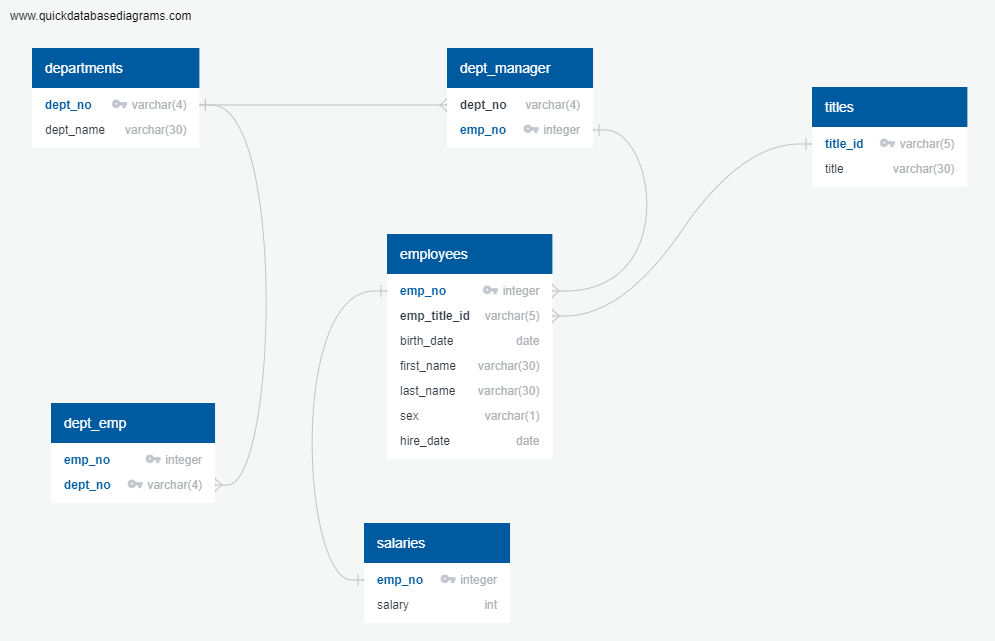 www.quickdatabasediagrams.com
departments
dept_no varchar(4)
dept_name varchar(30)
dept_manager
dept_no varchar(4)
emp_no integer
titles
title_id varchar(5)
title varchar(30)
employees
emp_no integer
emp_title_id varchar(5)
birth_date date
first_name varchar(30)
last_name varchar(30)
sex varchar(1)
hire_date date
dept_emp
emp_no integer
dept_no varchar(4)
salaries
emp_no integer
salary int